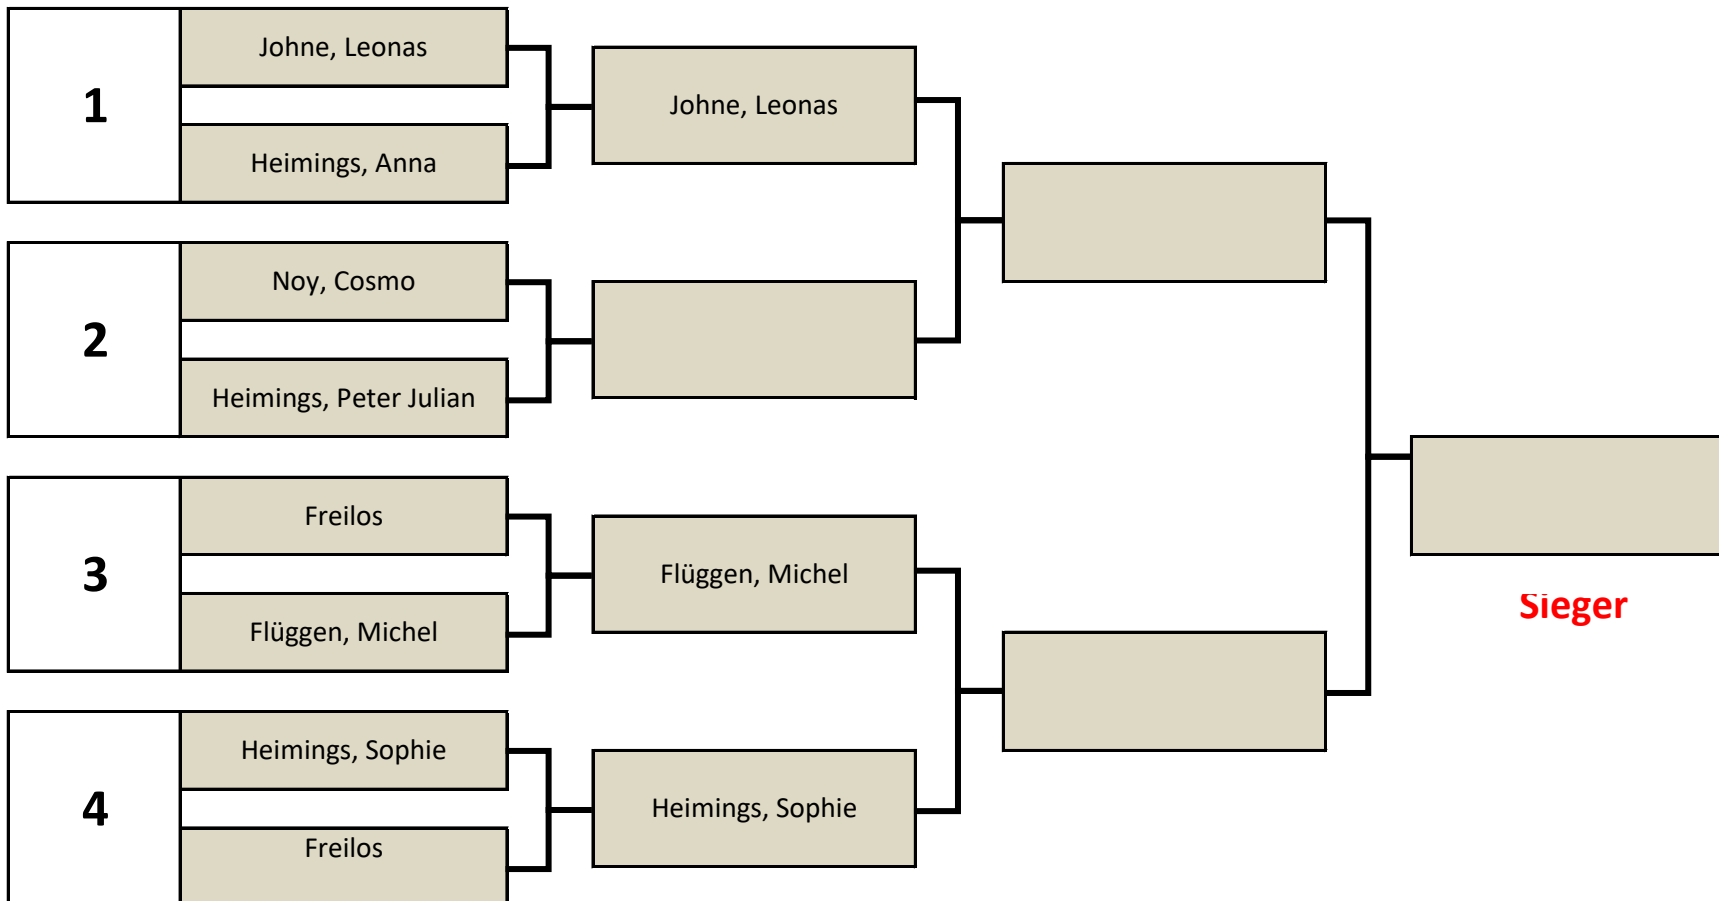 1
Johne, Leonas
Heimings, Anna
Johne, Leonas
2
Noy, Cosmo
Heimings, Peter Julian
3
Freilos
Flüggen, Michel
Flüggen, Michel
4
Heimings, Sophie
Freilos
Heimings, Sophie
Sieger